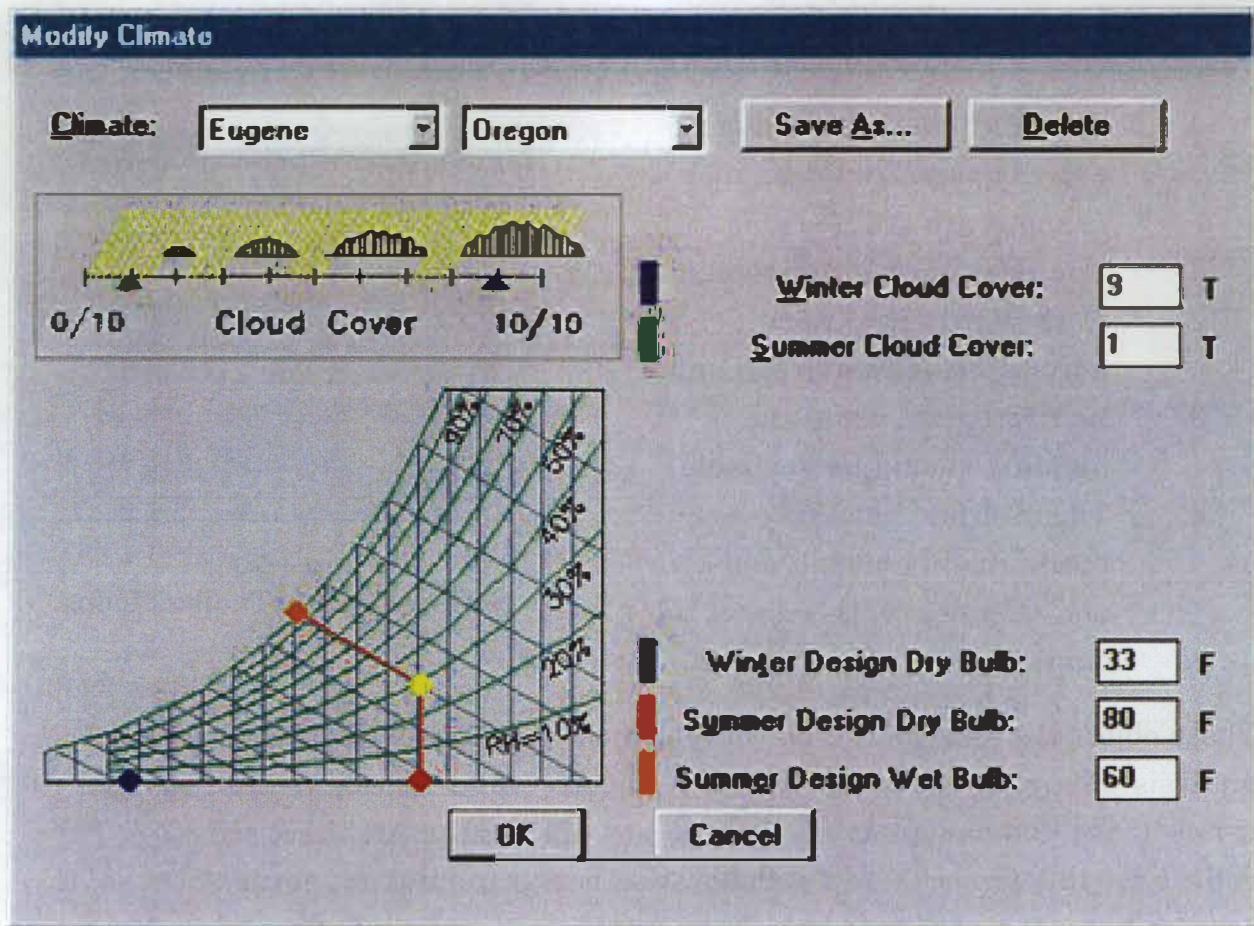 Modify Climate
Climate: Eugene Oregon Save As... Delete
0/10 Cloud Cover 10/10
Winter Cloud Cover: 9 T
Summer Cloud Cover: 1 T
90% 70% 50%
40%
30%
20%
RH=10%
Winter Design Dry Bulb: 33 F
Summer Design Dry Bulb: 80 F
Summer Design Wet Bulb: 60 F
OK Cancel